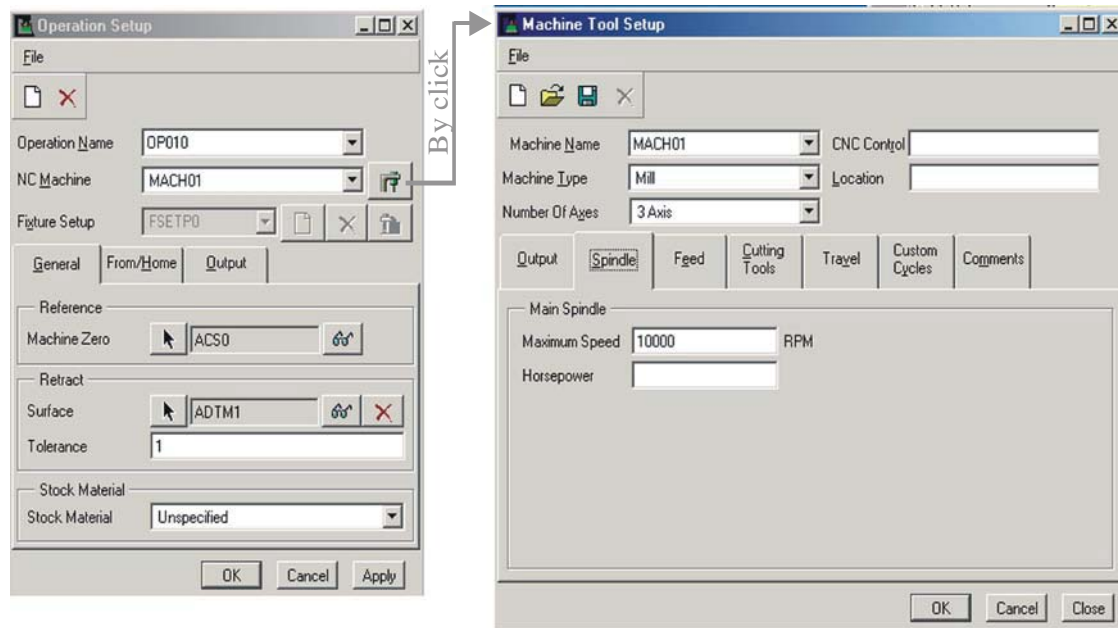 Operation Setup
File
Operation Name OP010
NC Machine MACH01
Fixture Setup FSETP0
General From/Home Output
Reference
Machine Zero ACS0
Retract
Surface ADTM1
Tolerance 1
Stock Material
Stock Material Unspecified
OK Cancel Apply
By click
Machine Tool Setup
File
Machine Name MACH01 CNC Control
Machine Type Mill Location
Number Of Axes 3 Axis
Output Spindle Feed Cutting Tools Travel Custom Cycles Comments
Main Spindle
Maximum Speed 10000 RPM
Horsepower
OK Cancel Close